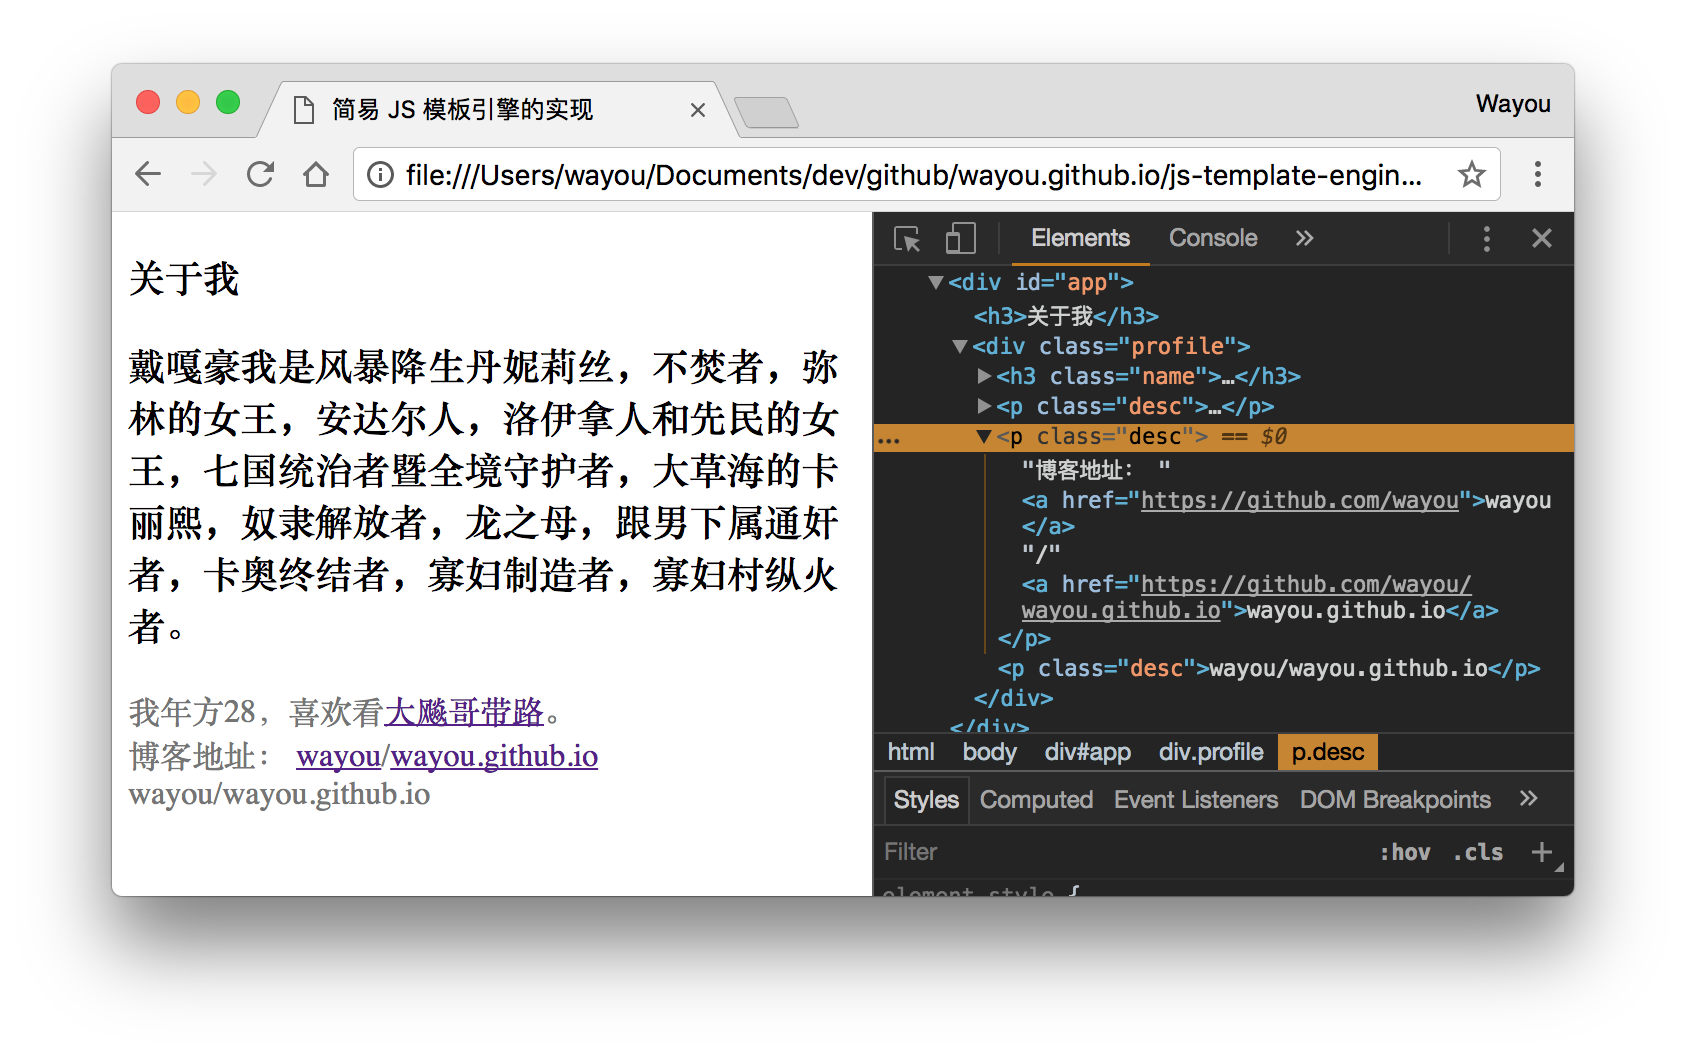 简易 JS 模板引擎的实现
Wayou
file:///Users/wayou/Documents/dev/github/wayou.github.io/js-template-engin...
关于我
戴嘎豪我是风暴降生丹妮莉丝，不焚者，弥
林的女王，安达尔人，洛伊拿人和先民的女
王，七国统治者暨全境守护者，大草海的卡
丽熙，奴隶解放者，龙之母，跟男下属通奸
者，卡奥终结者，寡妇制造者，寡妇村纵火
者。
我年方28，喜欢看大飚哥带路。
博客地址： wayou/wayou.github.io
wayou/wayou.github.io
Elements Console »
<div id="app">
<h3>关于我</h3>
<div class="profile">
<h3 class="name">…</h3>
<p class="desc">…</p>
… <p class="desc"> == $0
"博客地址： "
<a href="https://github.com/wayou">wayou
</a>
"/"
<a href="https://github.com/wayou/
wayou.github.io">wayou.github.io</a>
</p>
<p class="desc">wayou/wayou.github.io</p>
</div>
</div>
html body div#app div.profile p.desc
Styles Computed Event Listeners DOM Breakpoints »
Filter :hov .cls +
element.style {